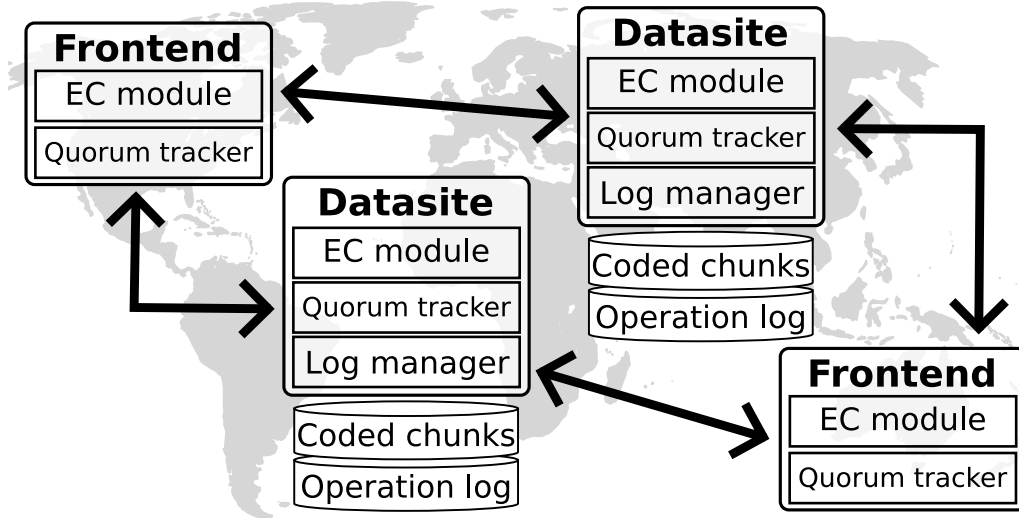 Frontend
EC module
Quorum tracker
Datasite
EC module
Quorum tracker
Log manager
Coded chunks
Operation log
Datasite
EC module
Quorum tracker
Log manager
Coded chunks
Operation log
Frontend
EC module
Quorum tracker